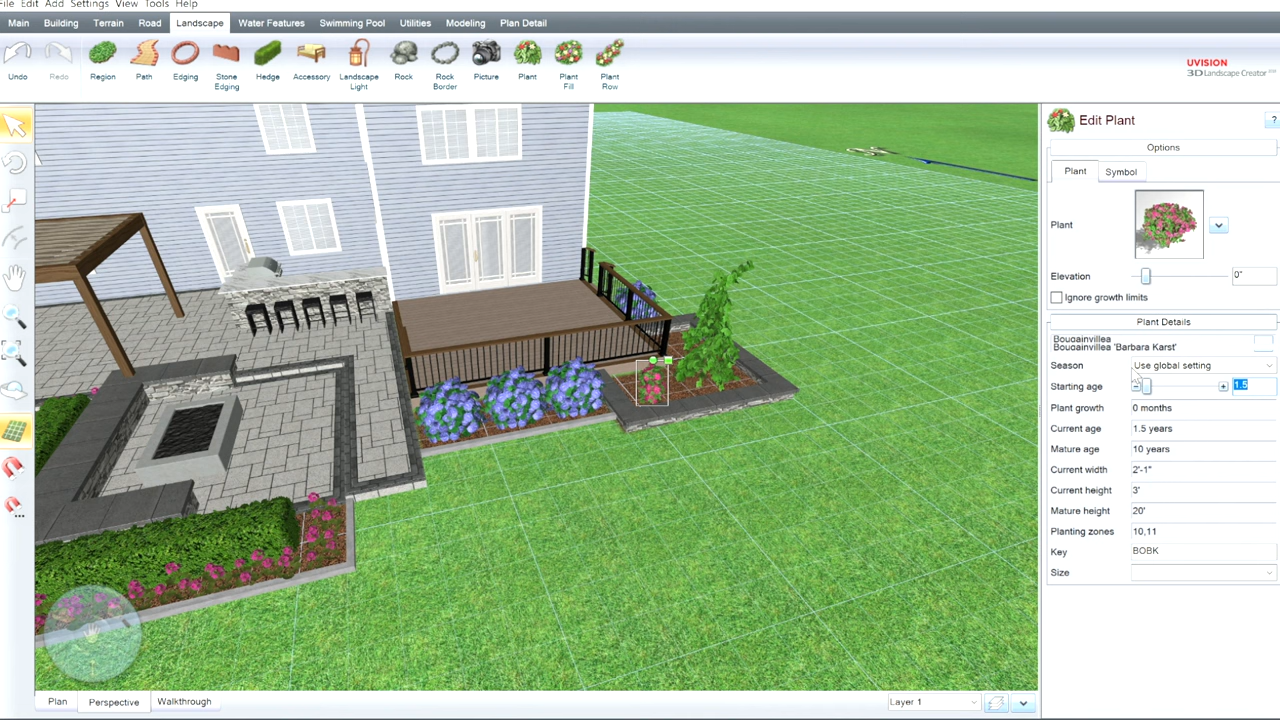 File Edit Add Settings View Tools Help
Main Building Terrain Road Landscape Water Features Swimming Pool Utilities Modeling Plan Detail
Undo Redo Region Path Edging Stone Edging Hedge Accessory Landscape Light Rock Rock Border Picture Plant Plant Fill Plant Row
UVISION
3D Landscape Creator
Edit Plant ?
Options
Plant Symbol
Plant
Elevation 0"
Ignore growth limits
Plant Details
Bougainvillea
Bougainvillea 'Barbara Karst'
Season Use global setting
Starting age 1.5
Plant growth 0 months
Current age 1.5 years
Mature age 10 years
Current width 2'-1"
Current height 3'
Mature height 20'
Planting zones 10,11
Key BOBK
Size
Plan Perspective Walkthrough Layer 1